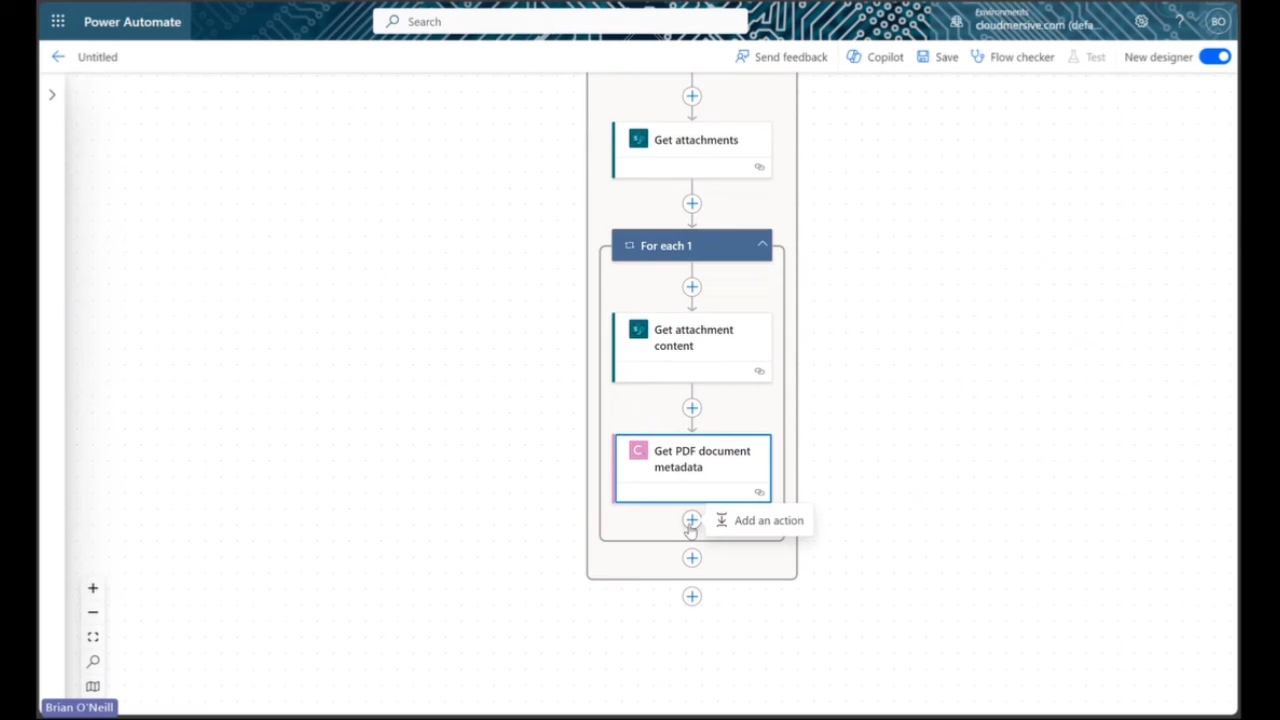 Power Automate
Search
Environments
cloudmersive.com (defa...
?
BO
Untitled
Send feedback
Copilot
Save
Flow checker
Test
New designer
Get attachments
For each 1
Get attachment
content
C
Get PDF document
metadata
Add an action
Brian O'Neill